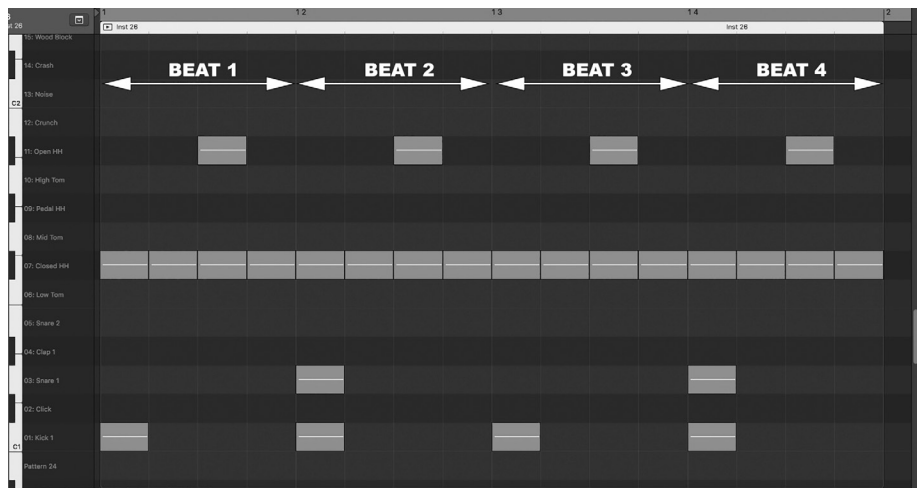 1
1 2
1 3
1 4
2
Inst 26
Inst 26
15: Wood Block
14: Crash
BEAT 1
BEAT 2
BEAT 3
BEAT 4
13: Noise
C2
12: Crunch
11: Open HH
10: High Tom
09: Pedal HH
08: Mid Tom
07: Closed HH
06: Low Tom
05: Snare 2
04: Clap 1
03: Snare 1
02: Click
01: Kick 1
C1
Pattern 24